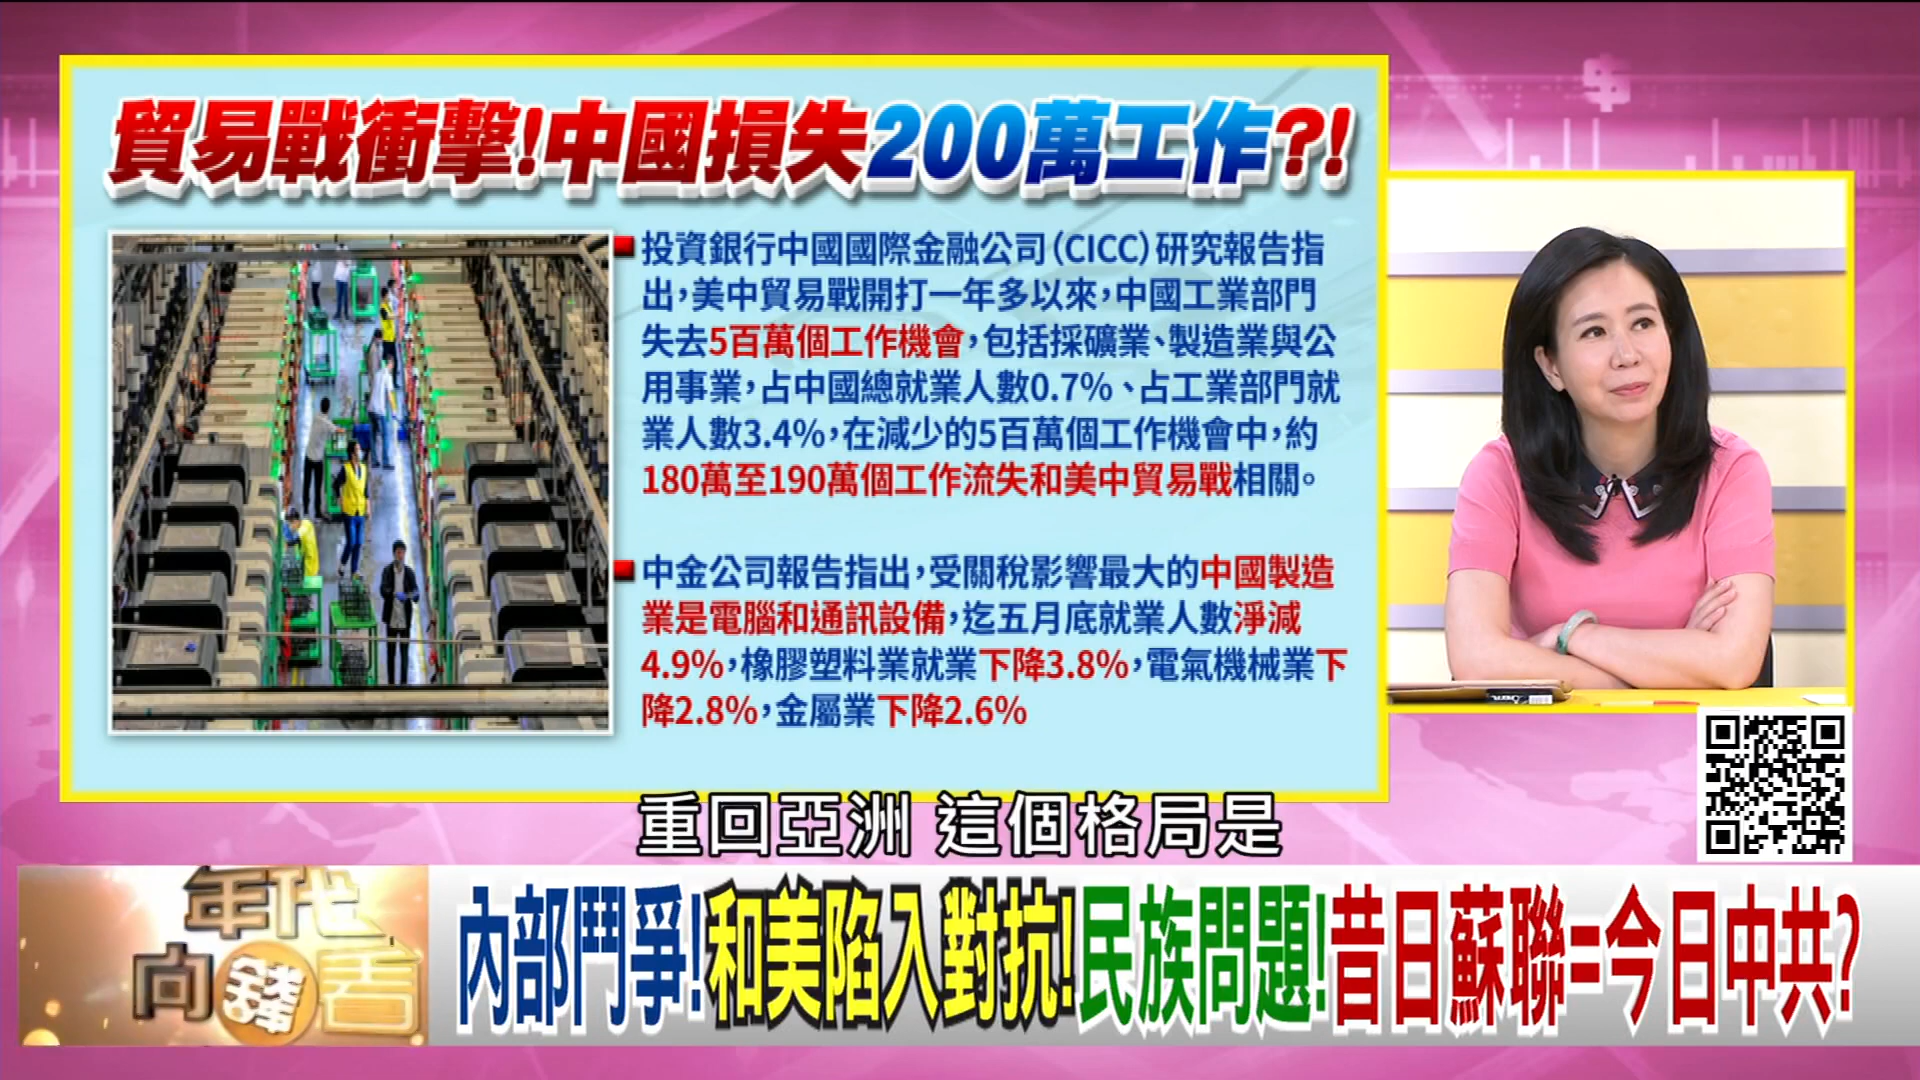 貿易戰衝擊!中國損失200萬工作?!
投資銀行中國國際金融公司(CICC)研究報告指
出,美中貿易戰開打一年多以來,中國工業部門
失去5百萬個工作機會,包括採礦業、製造業與公
用事業,占中國總就業人數0.7%、占工業部門就
業人數3.4%,在減少的5百萬個工作機會中,約
180萬至190萬個工作流失和美中貿易戰相關。
中金公司報告指出,受關稅影響最大的中國製造
業是電腦和通訊設備,迄五月底就業人數淨減
4.9%,橡膠塑料業就業下降3.8%,電氣機械業下
降2.8%,金屬業下降2.6%
重回亞洲 這個格局是
年代
向錢看
內部鬥爭!和美陷入對抗!民族問題!昔日蘇聯=今日中共?